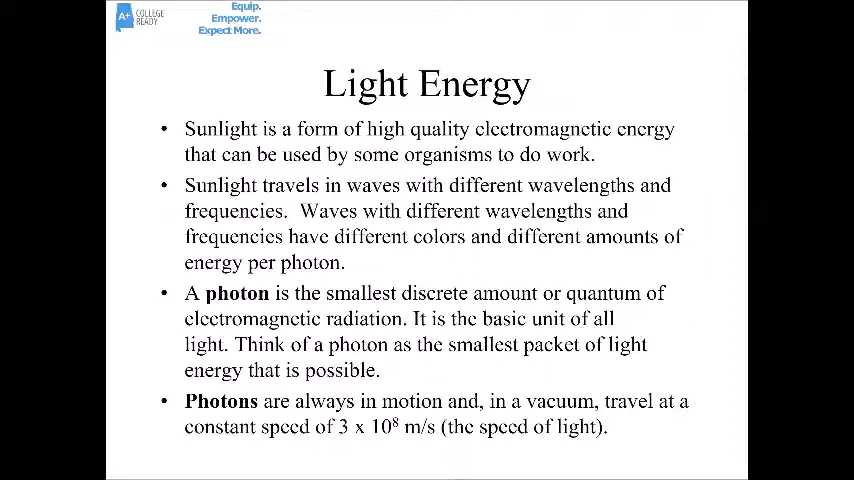 A+ COLLEGE
READY
Equip.
Empower.
Expect More.
Light Energy
• Sunlight is a form of high quality electromagnetic energy
that can be used by some organisms to do work.
• Sunlight travels in waves with different wavelengths and
frequencies.  Waves with different wavelengths and
frequencies have different colors and different amounts of
energy per photon.
• A photon is the smallest discrete amount or quantum of
electromagnetic radiation. It is the basic unit of all
light. Think of a photon as the smallest packet of light
energy that is possible.
• Photons are always in motion and, in a vacuum, travel at a
constant speed of 3 x 10⁸ m/s (the speed of light).